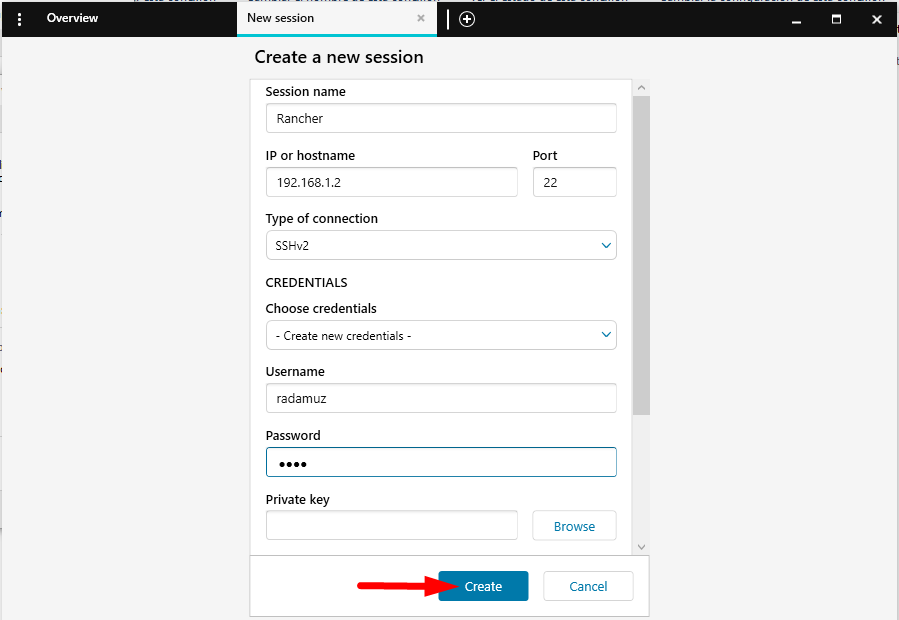 Overview
New session
Create a new session
Session name
Rancher
IP or hostname
Port
192.168.1.2
22
Type of connection
SSHv2
CREDENTIALS
Choose credentials
- Create new credentials -
Username
radamuz
Password
••••
Private key
Browse
Create
Cancel